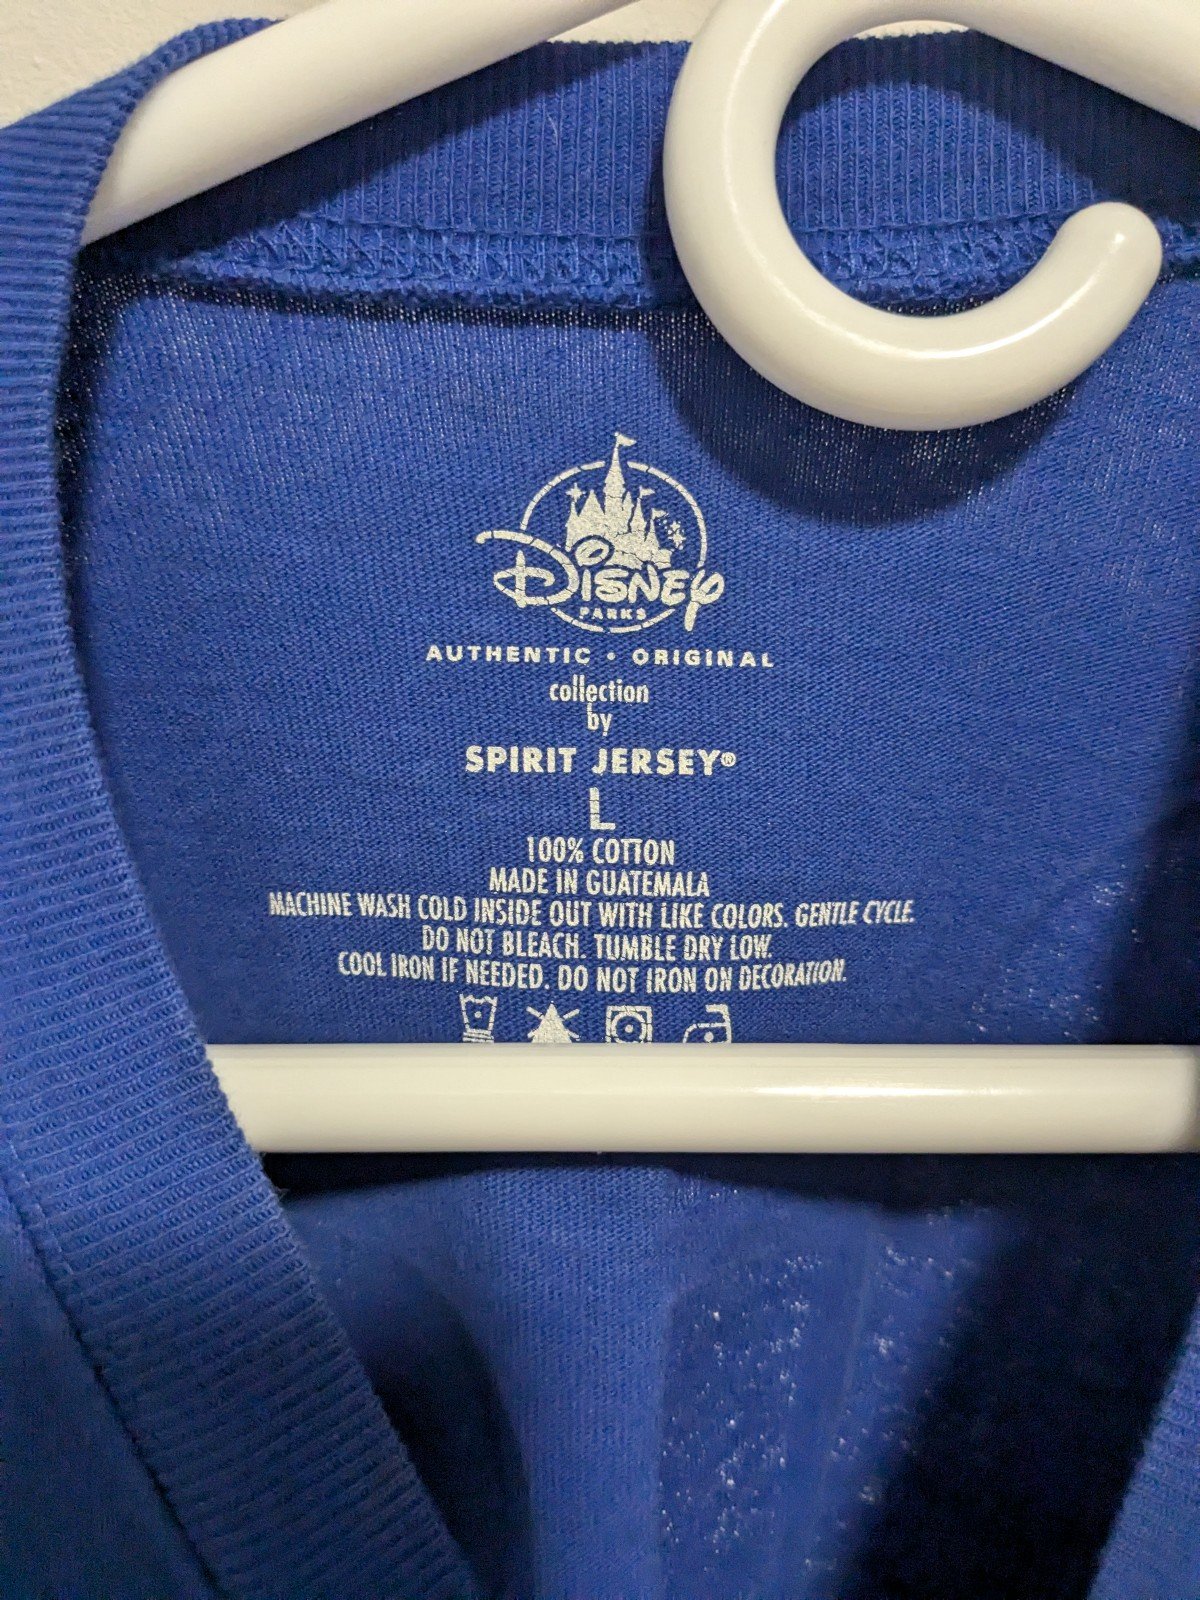 Disney
PARKS
AUTHENTIC • ORIGINAL
collection
by
SPIRIT JERSEY®
L
100% COTTON
MADE IN GUATEMALA
MACHINE WASH COLD INSIDE OUT WITH LIKE COLORS. GENTLE CYCLE.
DO NOT BLEACH. TUMBLE DRY LOW.
COOL IRON IF NEEDED. DO NOT IRON ON DECORATION.